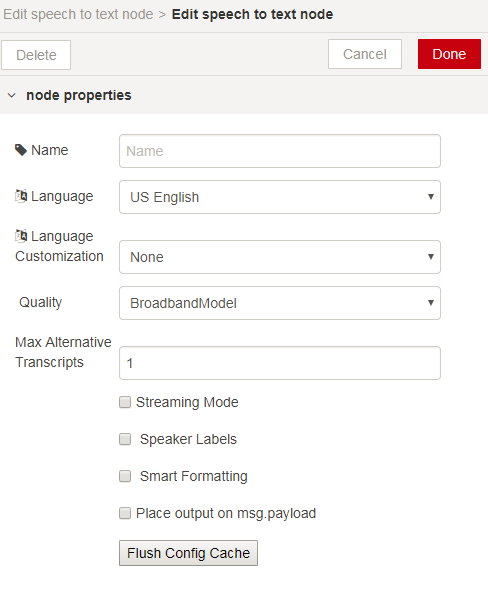 Edit speech to text node > Edit speech to text node
Delete
Cancel
Done
node properties
Name
Name
Language
US English
Language
Customization
None
Quality
BroadbandModel
Max Alternative
Transcripts
1
Streaming Mode
Speaker Labels
Smart Formatting
Place output on msg.payload
Flush Config Cache